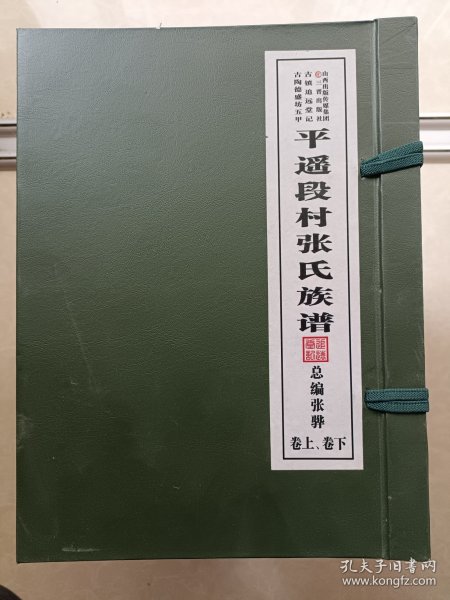 山西出版传媒集团
三晋出版社
古镇追远堂记
古陶德盛坊五甲
平遥段村张氏族谱
总编张骅
卷上、卷下
孔夫子旧书网
www.kongfz.com